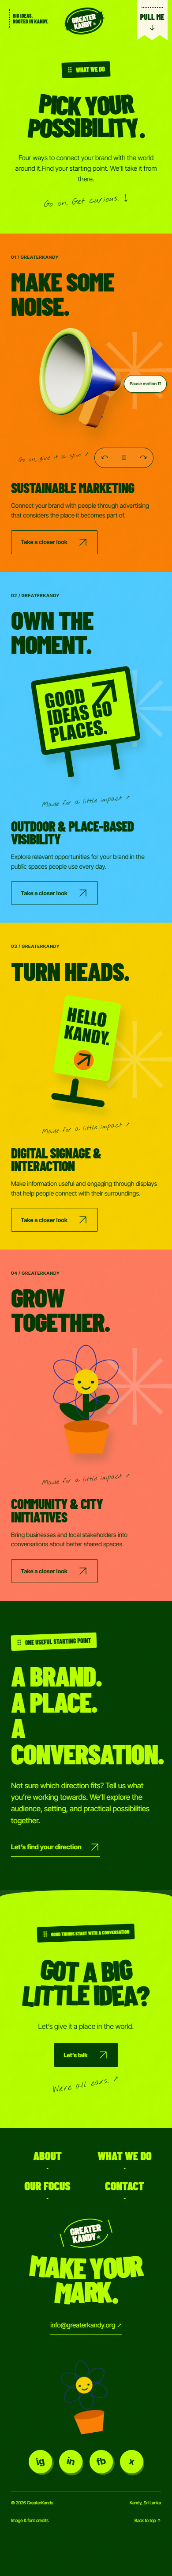 BIG IDEAS.
ROOTED IN KANDY.
GREATER
KANDY
PULL ME
↓
WHAT WE DO
PICK YOUR
POSSIBILITY.
Four ways to connect your brand with the world
around it.Find your starting point. We'll take it from
there.
Go on. Get curious. ↓
01 / GREATERKANDY
MAKE SOME
NOISE.
Pause motion
Go on, give it a spin ↗
SUSTAINABLE MARKETING
Connect your brand with people through advertising
that considers the place it becomes part of.
Take a closer look ↗
02 / GREATERKANDY
OWN THE
MOMENT.
GOOD
IDEAS GO
PLACES.
Made for a little impact ↗
OUTDOOR & PLACE-BASED
VISIBILITY
Explore relevant opportunities for your brand in the
public spaces people use every day.
Take a closer look ↗
03 / GREATERKANDY
TURN HEADS.
HELLO
KANDY.
Made for a little impact ↗
DIGITAL SIGNAGE &
INTERACTION
Make information useful and engaging through displays
that help people connect with their surroundings.
Take a closer look ↗
04 / GREATERKANDY
GROW
TOGETHER.
Made for a little impact ↗
COMMUNITY & CITY
INITIATIVES
Bring businesses and local stakeholders into
conversations about better shared spaces.
Take a closer look ↗
ONE USEFUL STARTING POINT
A BRAND.
A PLACE.
A
CONVERSATION.
Not sure which direction fits? Tell us what
you're working towards. We'll explore the
audience, setting, and practical possibilities
together.
Let's find your direction ↗
GOOD THINGS START WITH A CONVERSATION
GOT A BIG
LITTLE IDEA?
Let's give it a place in the world.
Let's talk ↗
We're all ears. ↗
ABOUT
WHAT WE DO
OUR FOCUS
CONTACT
GREATER
KANDY
MAKE YOUR
MARK.
info@greaterkandy.org ↗
ig
in
fb
x
© 2026 GreaterKandy
Kandy, Sri Lanka
Image & font credits
Back to top ↑